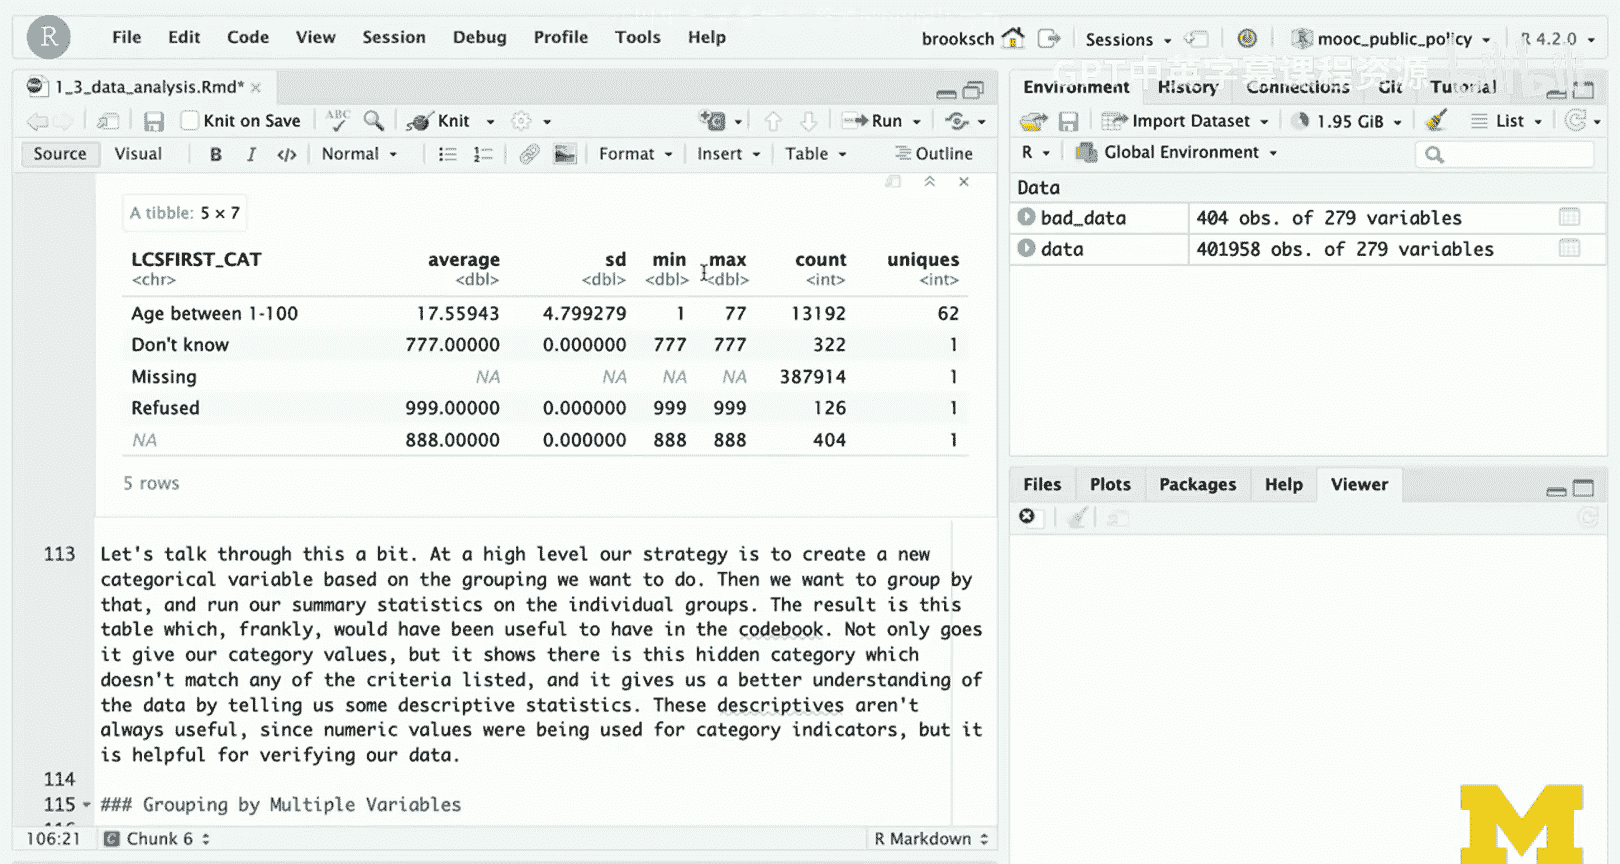 R File Edit Code View Session Debug Profile Tools Help brooksch Sessions mooc_public_policy R 4.2.0
GPT中英字幕课程资源
1_3_data_analysis.Rmd*
Knit on Save ABC Knit Run
Source Visual B I </> Normal Format Insert Table Outline
A tibble: 5 × 7
LCSFIRST_CAT average sd min max count uniques
<chr> <dbl> <dbl> <dbl> <dbl> <int> <int>
Age between 1-100 17.55943 4.799279 1 77 13192 62
Don't know 777.00000 0.000000 777 777 322 1
Missing NA NA NA NA 387914 1
Refused 999.00000 0.000000 999 999 126 1
NA 888.00000 0.000000 888 888 404 1
5 rows
113 Let's talk through this a bit. At a high level our strategy is to create a new
categorical variable based on the grouping we want to do. Then we want to group by
that, and run our summary statistics on the individual groups. The result is this
table which, frankly, would have been useful to have in the codebook. Not only goes
it give our category values, but it shows there is this hidden category which
doesn't match any of the criteria listed, and it gives us a better understanding of
the data by telling us some descriptive statistics. These descriptives aren't
always useful, since numeric values were being used for category indicators, but it
is helpful for verifying our data.
114
115 ### Grouping by Multiple Variables
106:21 C Chunk 6 R Markdown
Environment History Connections Git Tutorial
Import Dataset 1.95 GiB List
R Global Environment
Data
bad_data 404 obs. of 279 variables
data 401958 obs. of 279 variables
Files Plots Packages Help Viewer
M